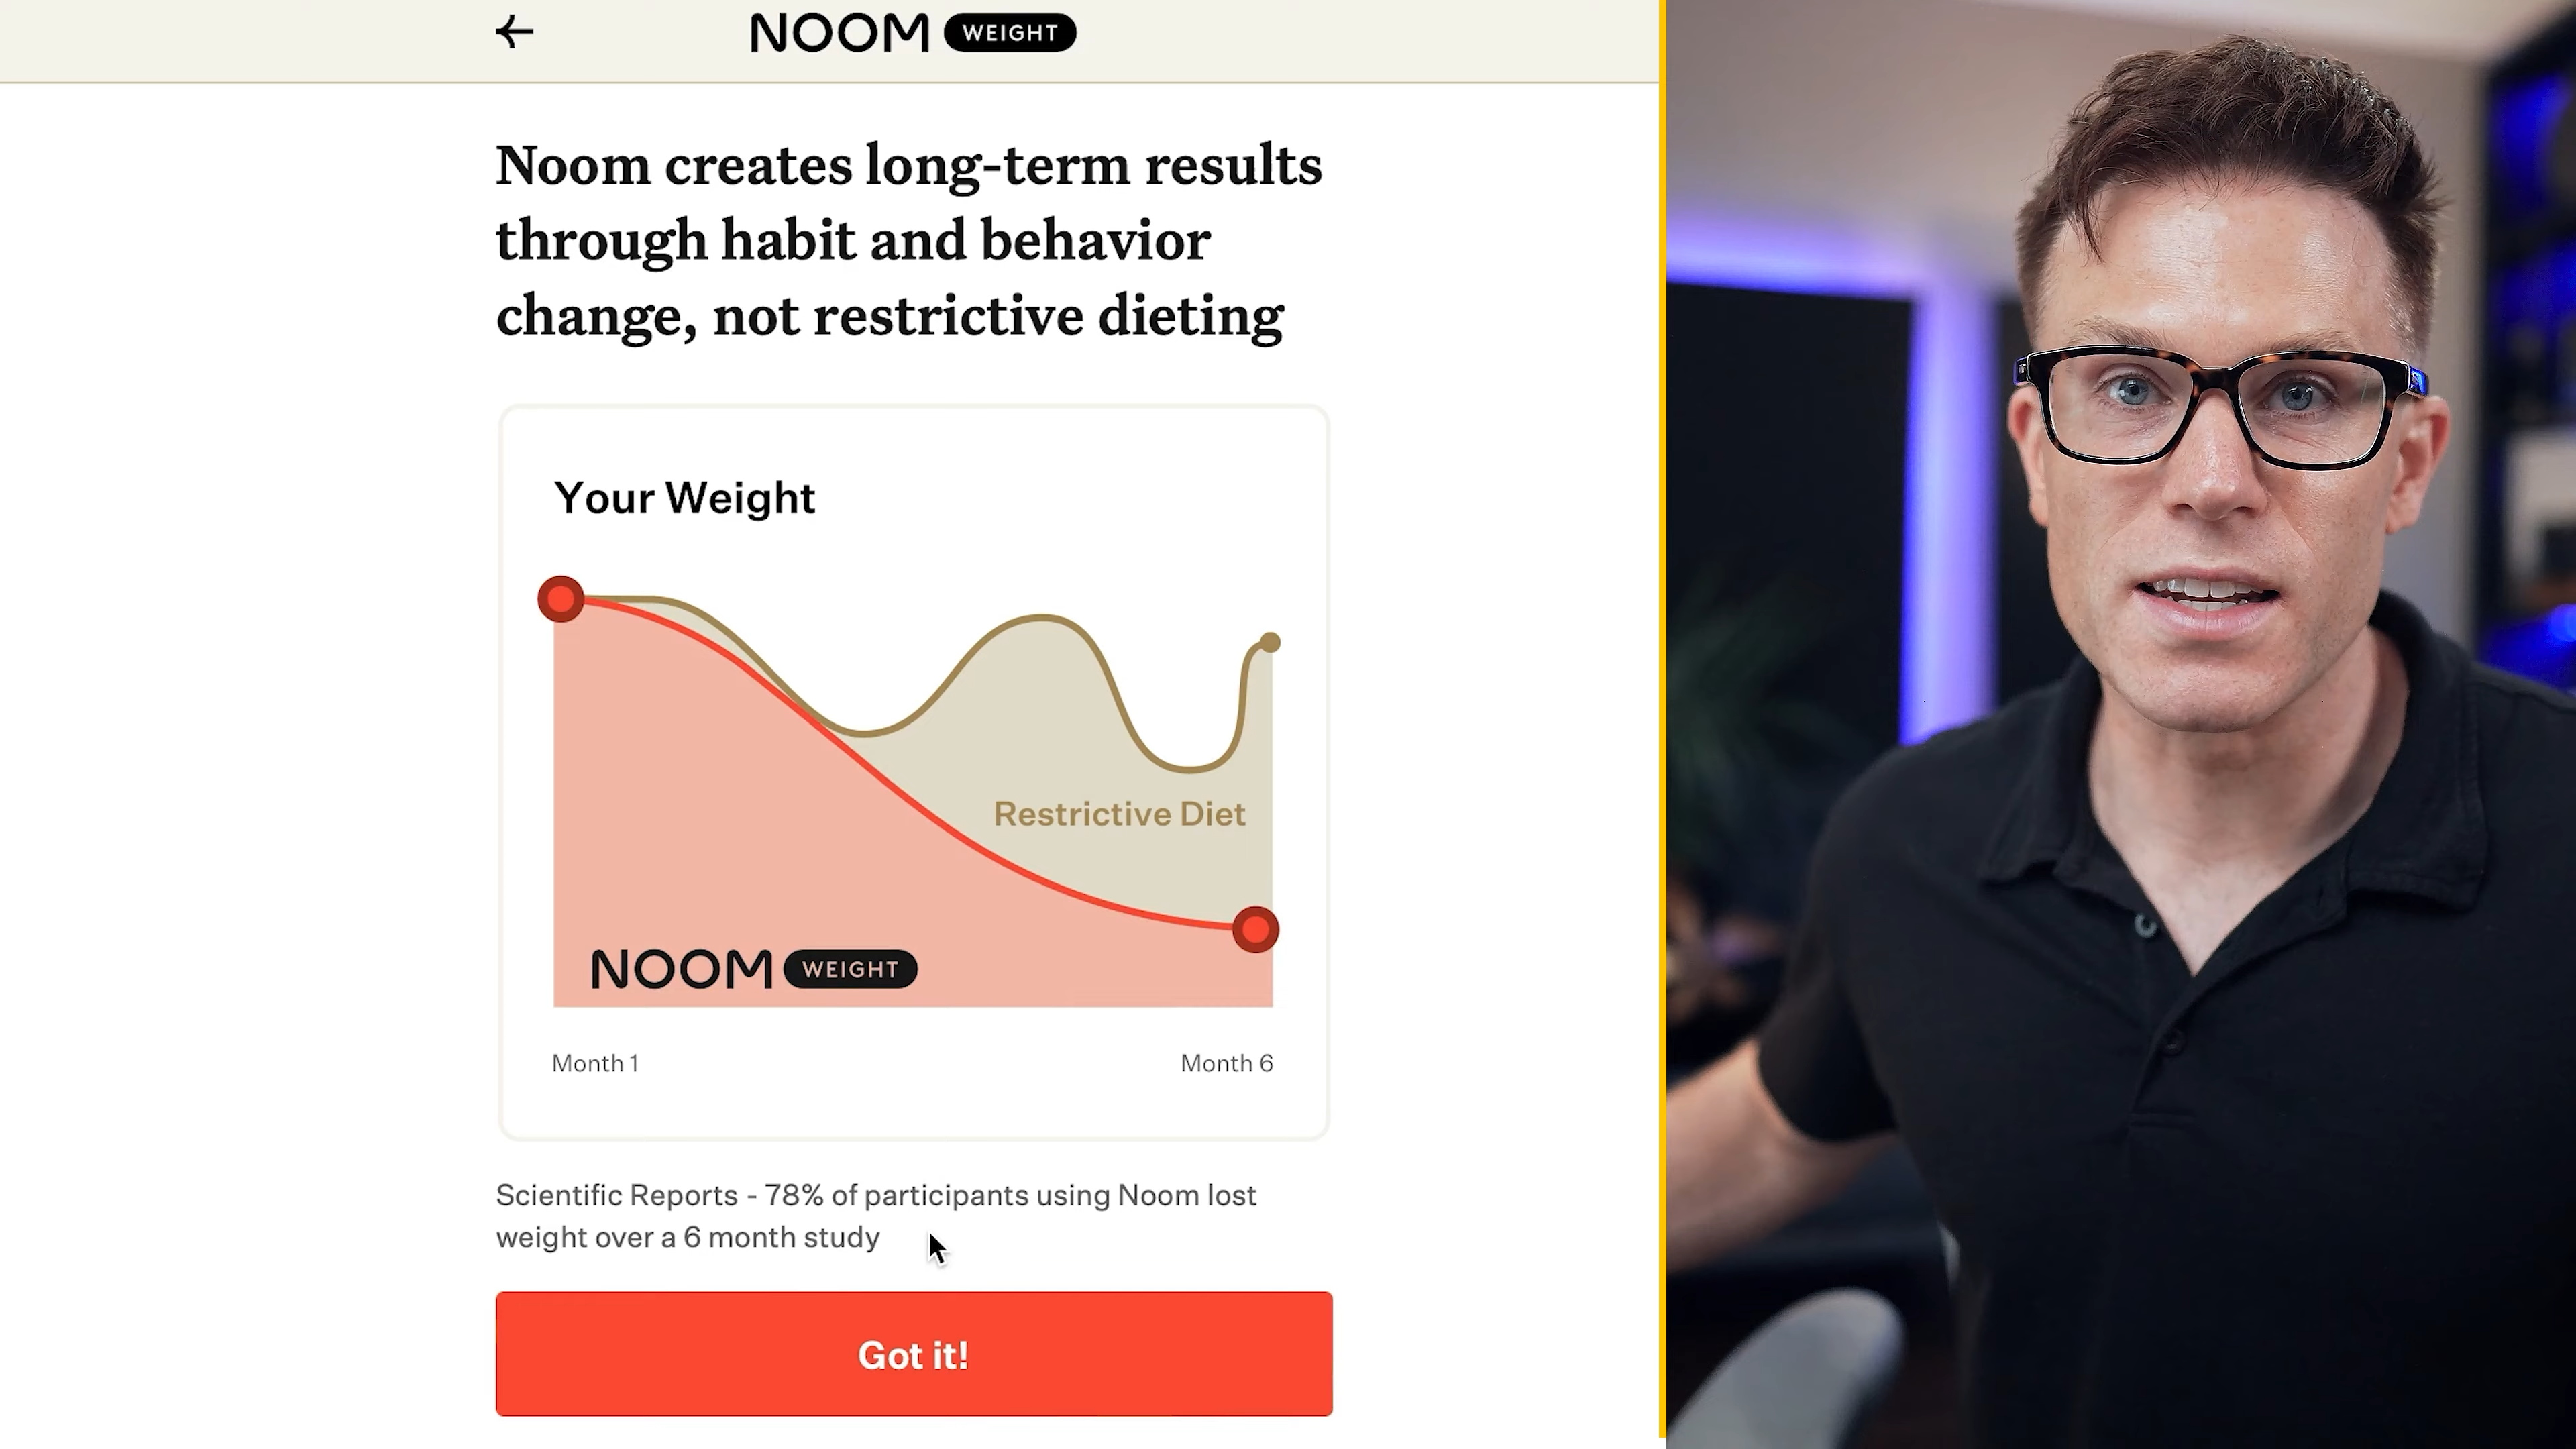 NOOM WEIGHT
Noom creates long-term results
through habit and behavior
change, not restrictive dieting
Your Weight
Restrictive Diet
NOOM WEIGHT
Month 1 Month 6
Scientific Reports - 78% of participants using Noom lost
weight over a 6 month study
Got it!